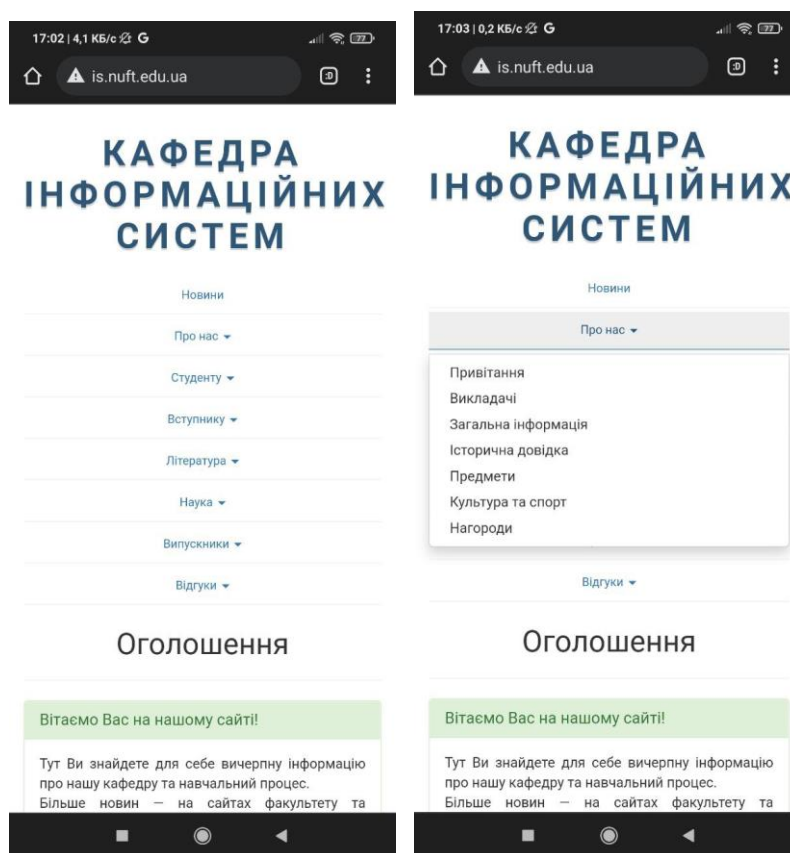 17:02 | 4,1 КБ/с G 77
is.nuft.edu.ua :D
КАФЕДРА
ІНФОРМАЦІЙНИХ
СИСТЕМ
Новини
Про нас
Студенту
Вступнику
Література
Наука
Випускники
Відгуки
Оголошення
Вітаємо Вас на нашому сайті!
Тут Ви знайдете для себе вичерпну інформацію
про нашу кафедру та навчальний процес.
Більше новин – на сайтах факультету та
17:03 | 0,2 КБ/с G 77
is.nuft.edu.ua :D
КАФЕДРА
ІНФОРМАЦІЙНИХ
СИСТЕМ
Новини
Про нас
Привітання
Викладачі
Загальна інформація
Історична довідка
Предмети
Культура та спорт
Нагороди
Відгуки
Оголошення
Вітаємо Вас на нашому сайті!
Тут Ви знайдете для себе вичерпну інформацію
про нашу кафедру та навчальний процес.
Більше новин – на сайтах факультету та